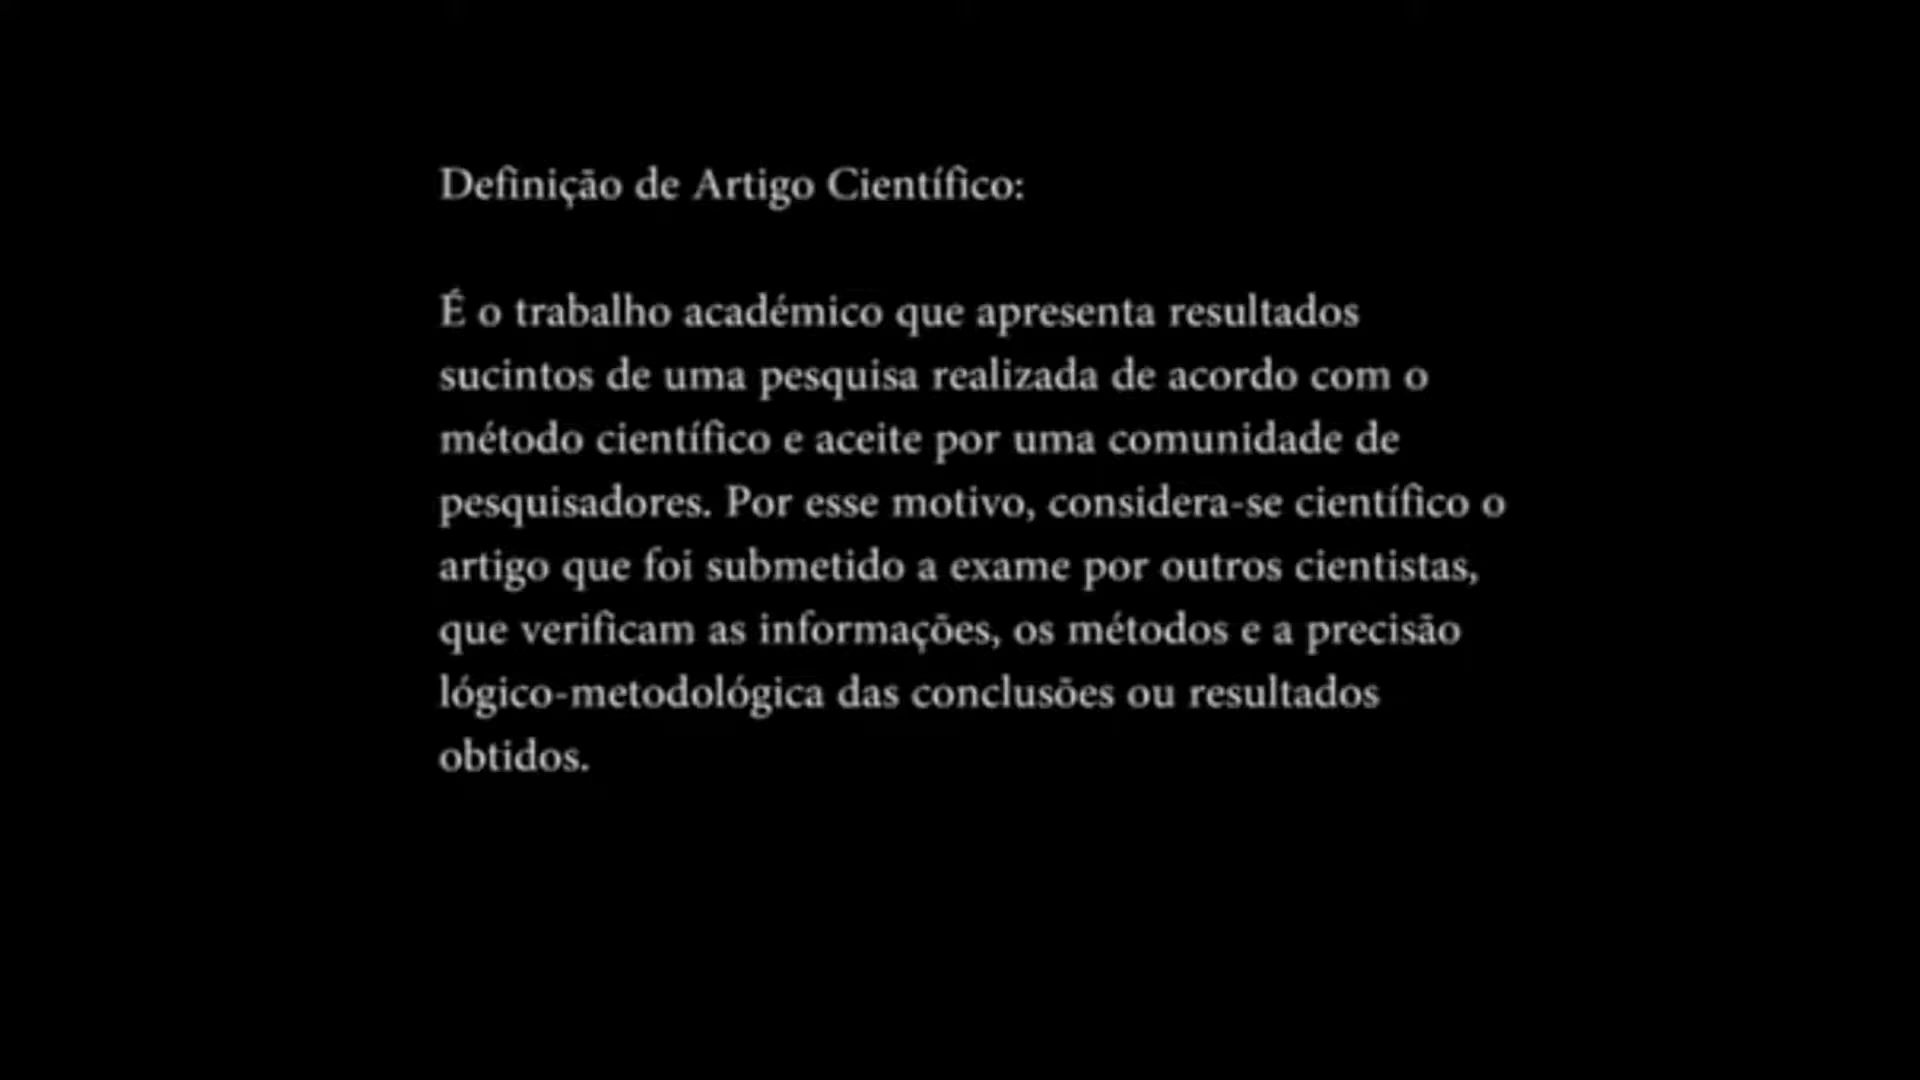 Definição de Artigo Científico:
É o trabalho académico que apresenta resultados
sucintos de uma pesquisa realizada de acordo com o
método científico e aceite por uma comunidade de
pesquisadores. Por esse motivo, considera-se científico o
artigo que foi submetido a exame por outros cientistas,
que verificam as informações, os métodos e a precisão
lógico-metodológica das conclusões ou resultados
obtidos.